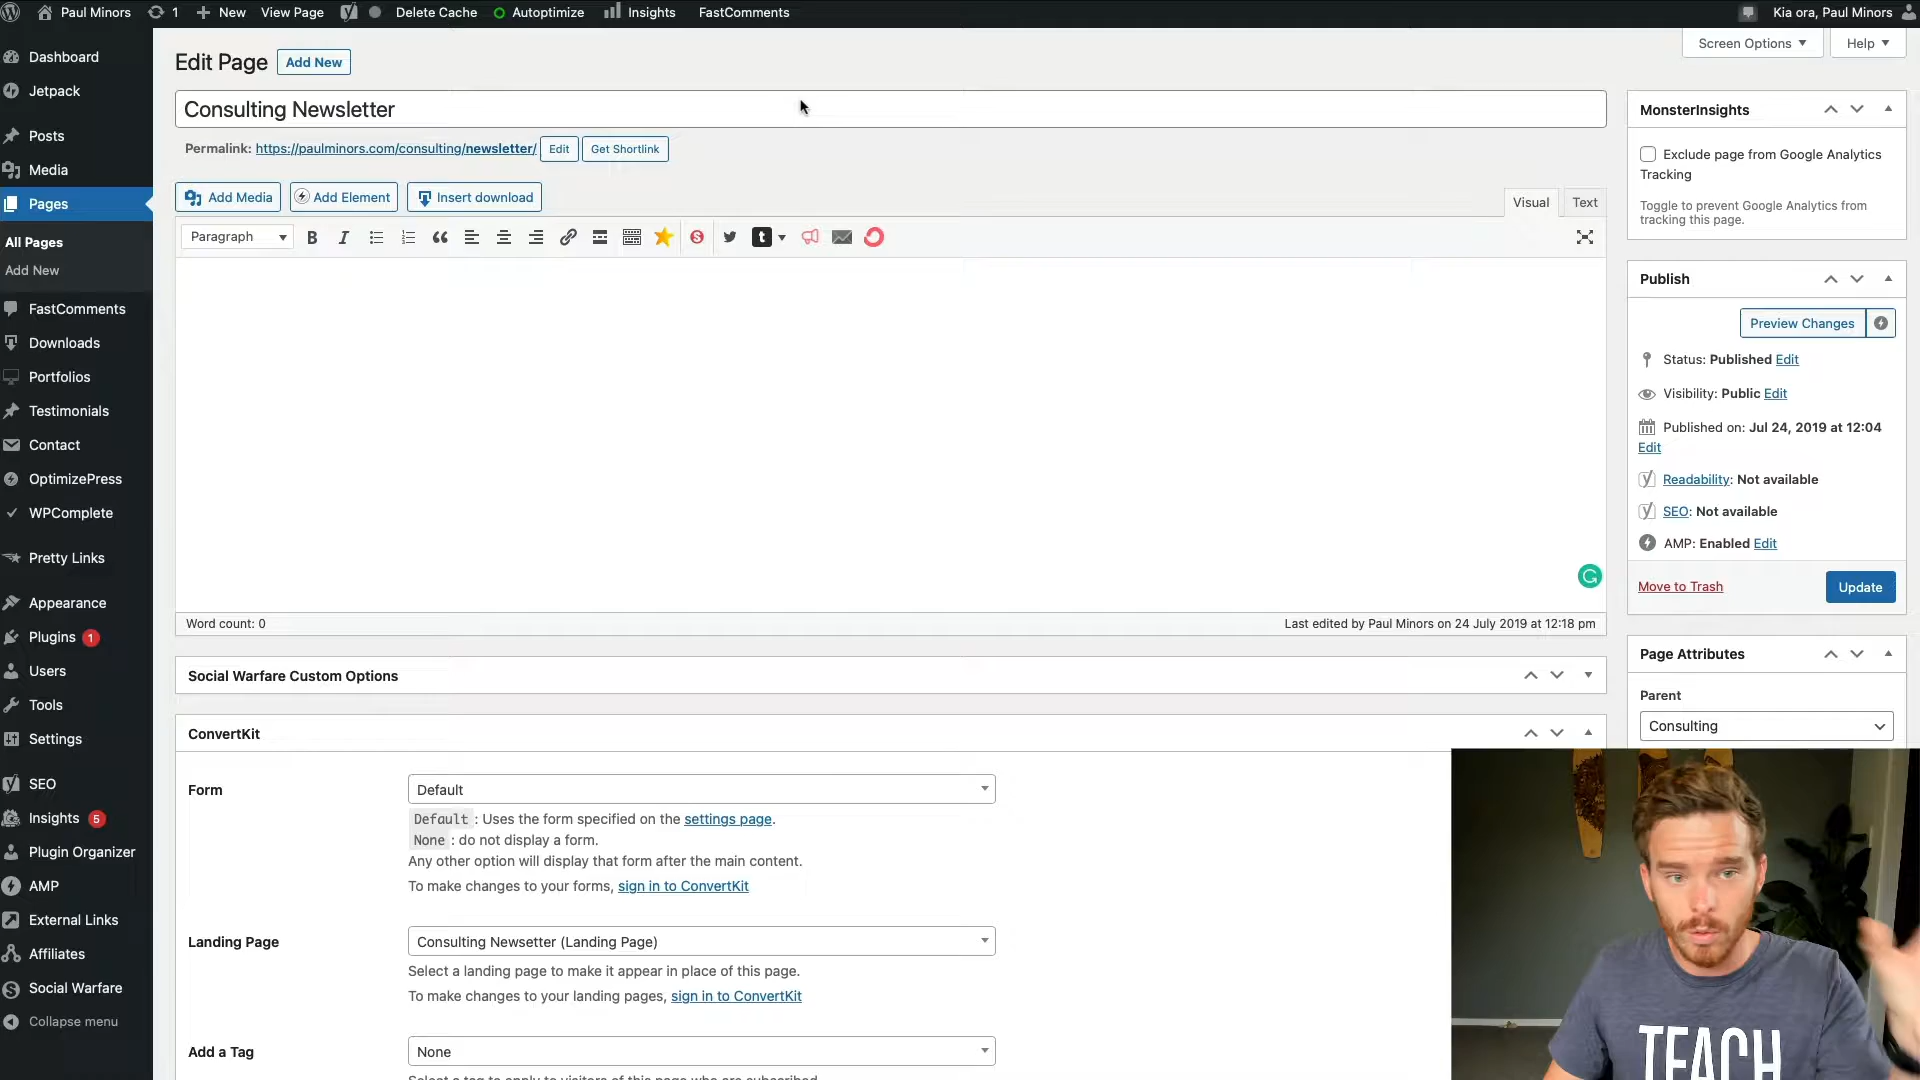 Paul Minors
1
New
View Page
Delete Cache
Autoptimize
Insights
FastComments
Kia ora, Paul Minors
Screen Options
Help
Dashboard
Jetpack
Posts
Media
Pages
All Pages
Add New
FastComments
Downloads
Portfolios
Testimonials
Contact
OptimizePress
WPComplete
Pretty Links
Appearance
Plugins 1
Users
Tools
Settings
SEO
Insights 5
Plugin Organizer
AMP
External Links
Affiliates
Social Warfare
Collapse menu
Edit Page
Add New
Consulting Newsletter
Permalink: https://paulminors.com/consulting/newsletter/ Edit Get Shortlink
Add Media
Add Element
Insert download
Visual
Text
Paragraph
B I
Word count: 0
Last edited by Paul Minors on 24 July 2019 at 12:18 pm
Social Warfare Custom Options
ConvertKit
Form
Default
Default : Uses the form specified on the settings page.
None : do not display a form.
Any other option will display that form after the main content.
To make changes to your forms, sign in to ConvertKit
Landing Page
Consulting Newsetter (Landing Page)
Select a landing page to make it appear in place of this page.
To make changes to your landing pages, sign in to ConvertKit
Add a Tag
None
MonsterInsights
Exclude page from Google Analytics
Tracking
Toggle to prevent Google Analytics from
tracking this page.
Publish
Preview Changes
Status: Published Edit
Visibility: Public Edit
Published on: Jul 24, 2019 at 12:04
Edit
Readability: Not available
SEO: Not available
AMP: Enabled Edit
Move to Trash
Update
Page Attributes
Parent
Consulting
TEACH